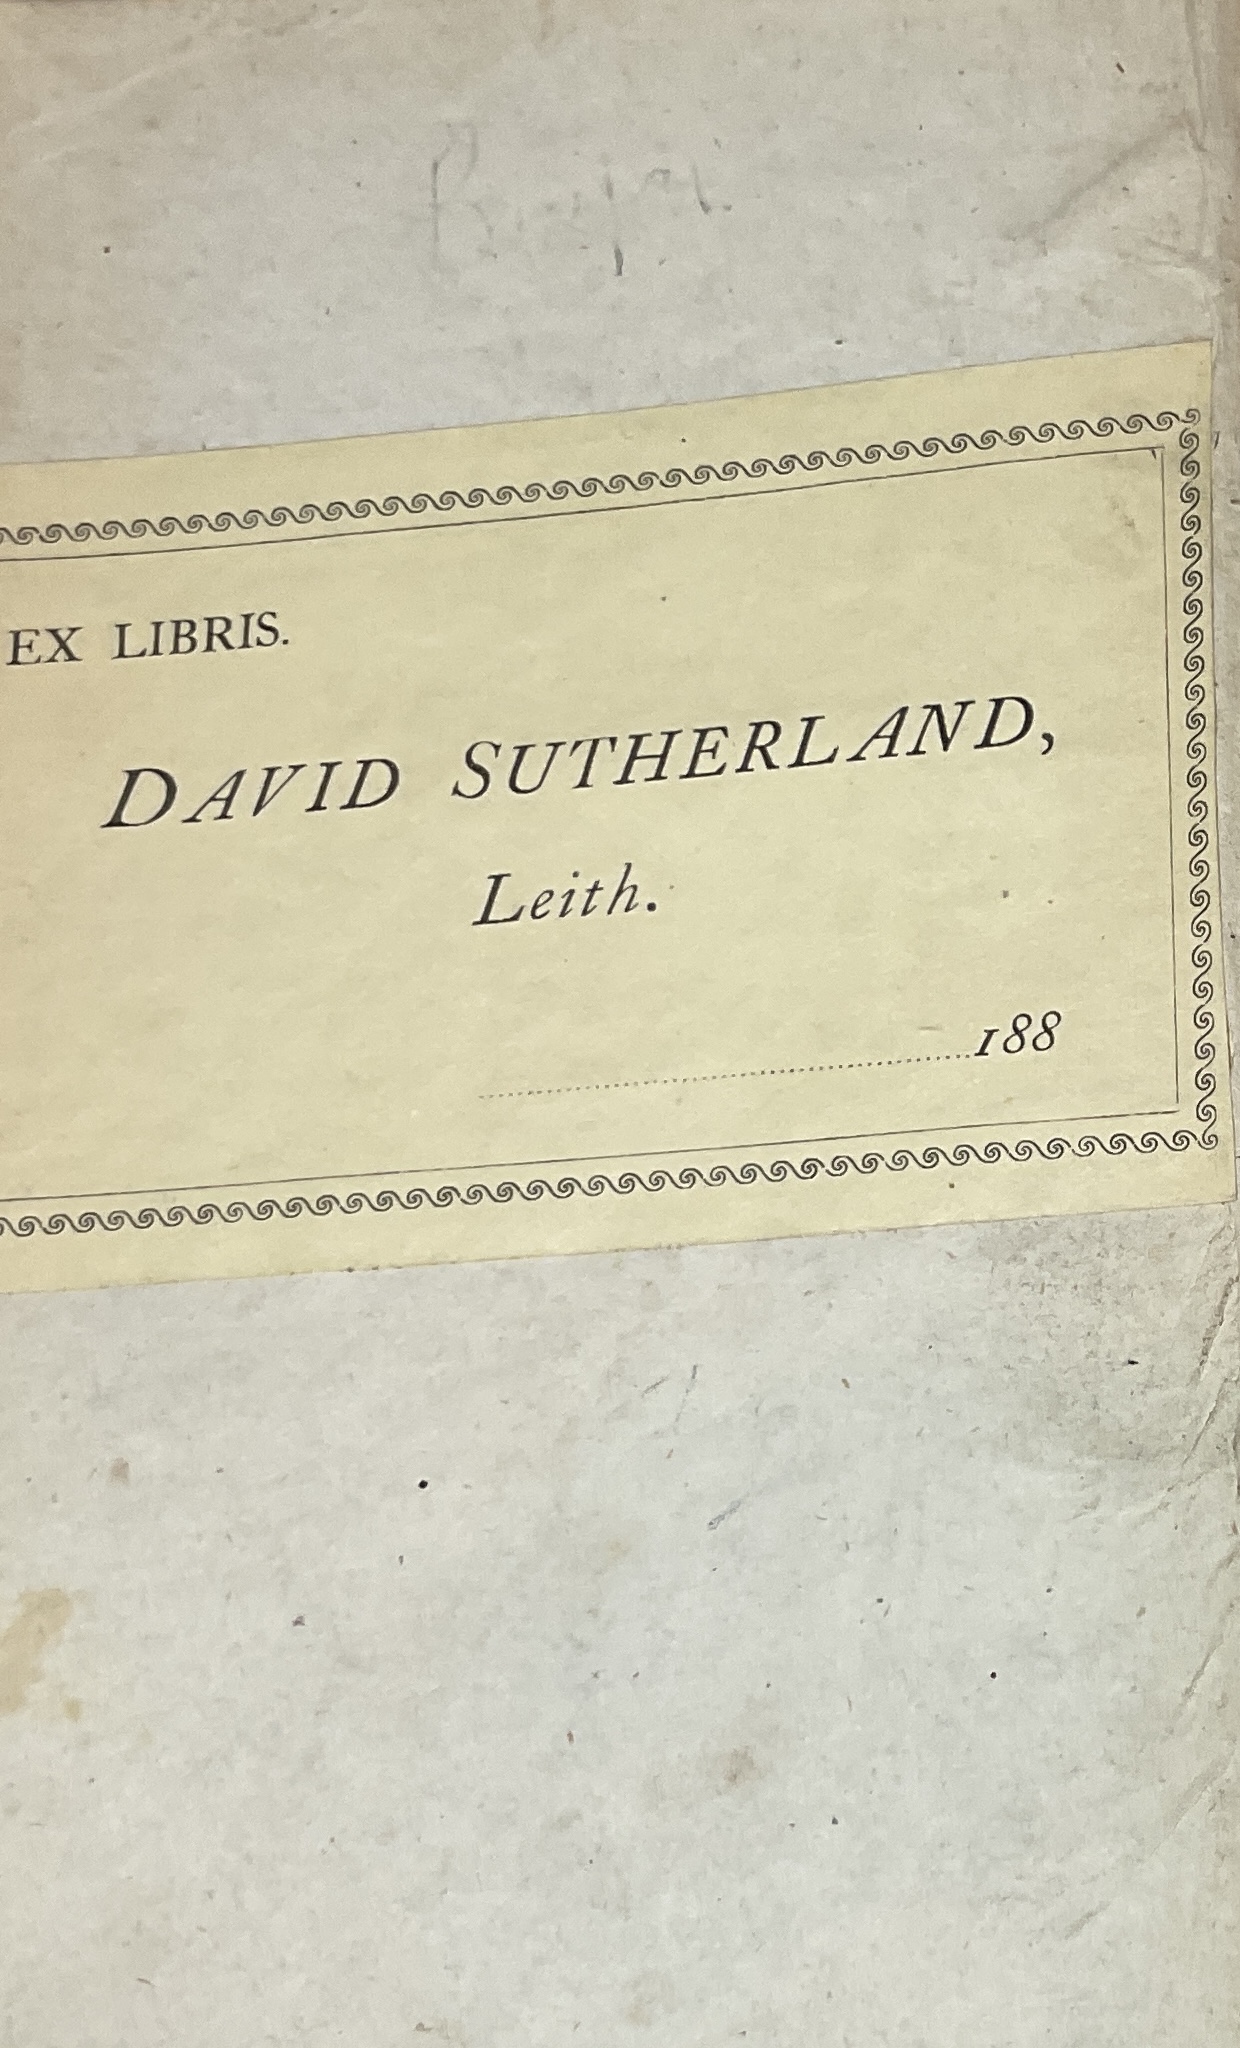 EX LIBRIS.
DAVID SUTHERLAND,
Leith.
188